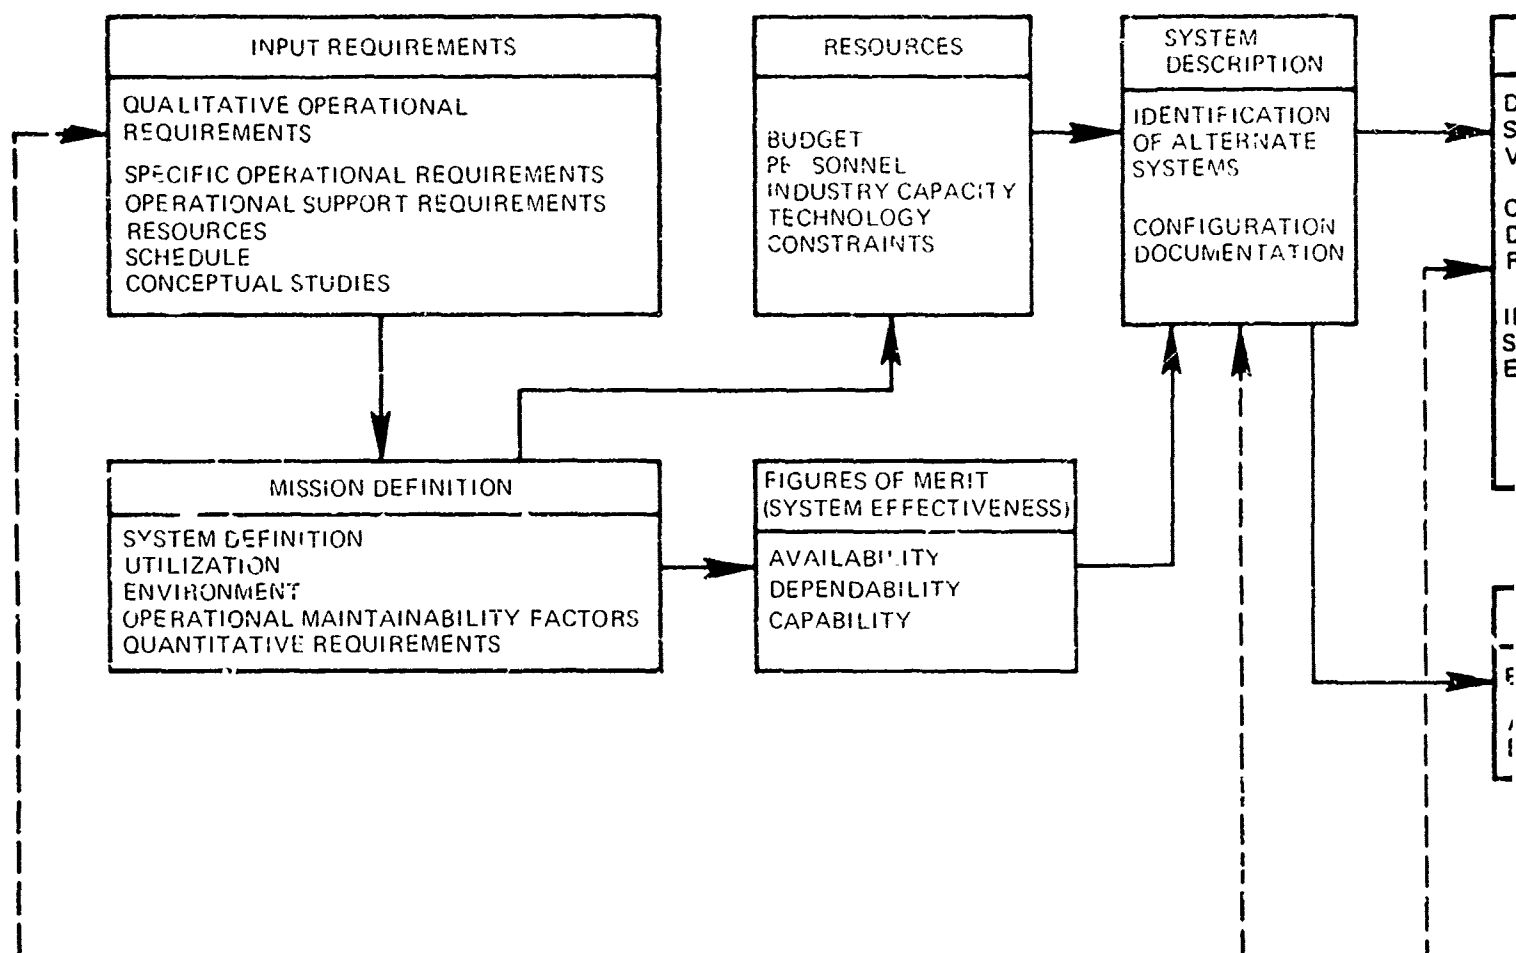 INPUT REQUIREMENTS
QUALITATIVE OPERATIONAL
REQUIREMENTS
SPECIFIC OPERATIONAL REQUIREMENTS
OPERATIONAL SUPPORT REQUIREMENTS
RESOURCES
SCHEDULE
CONCEPTUAL STUDIES
RESOURCES
BUDGET
PE SONNEL
INDUSTRY CAPACITY
TECHNOLOGY
CONSTRAINTS
SYSTEM
DESCRIPTION
IDENTIFICATION
OF ALTERNATE
SYSTEMS
CONFIGURATION
DOCUMENTATION
MISSION DEFINITION
SYSTEM DEFINITION
UTILIZATION
ENVIRONMENT
OPERATIONAL MAINTAINABILITY FACTORS
QUANTITATIVE REQUIREMENTS
FIGURES OF MERIT
(SYSTEM EFFECTIVENESS)
AVAILABILITY
DEPENDABILITY
CAPABILITY